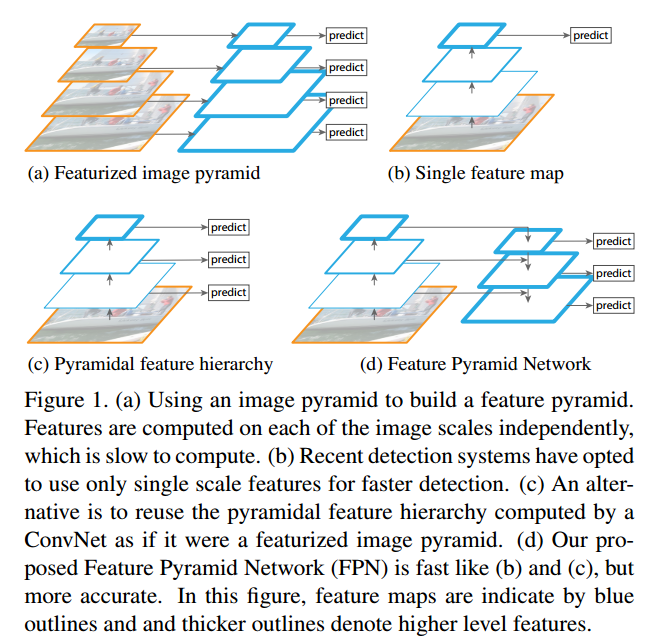 predict
predict
predict
predict
predict
(a) Featurized image pyramid
(b) Single feature map
predict
predict
predict
predict
predict
predict
(c) Pyramidal feature hierarchy
(d) Feature Pyramid Network
Figure 1. (a) Using an image pyramid to build a feature pyramid.
Features are computed on each of the image scales independently,
which is slow to compute. (b) Recent detection systems have opted
to use only single scale features for faster detection. (c) An alter-
native is to reuse the pyramidal feature hierarchy computed by a
ConvNet as if it were a featurized image pyramid. (d) Our pro-
posed Feature Pyramid Network (FPN) is fast like (b) and (c), but
more accurate. In this figure, feature maps are indicate by blue
outlines and and thicker outlines denote higher level features.